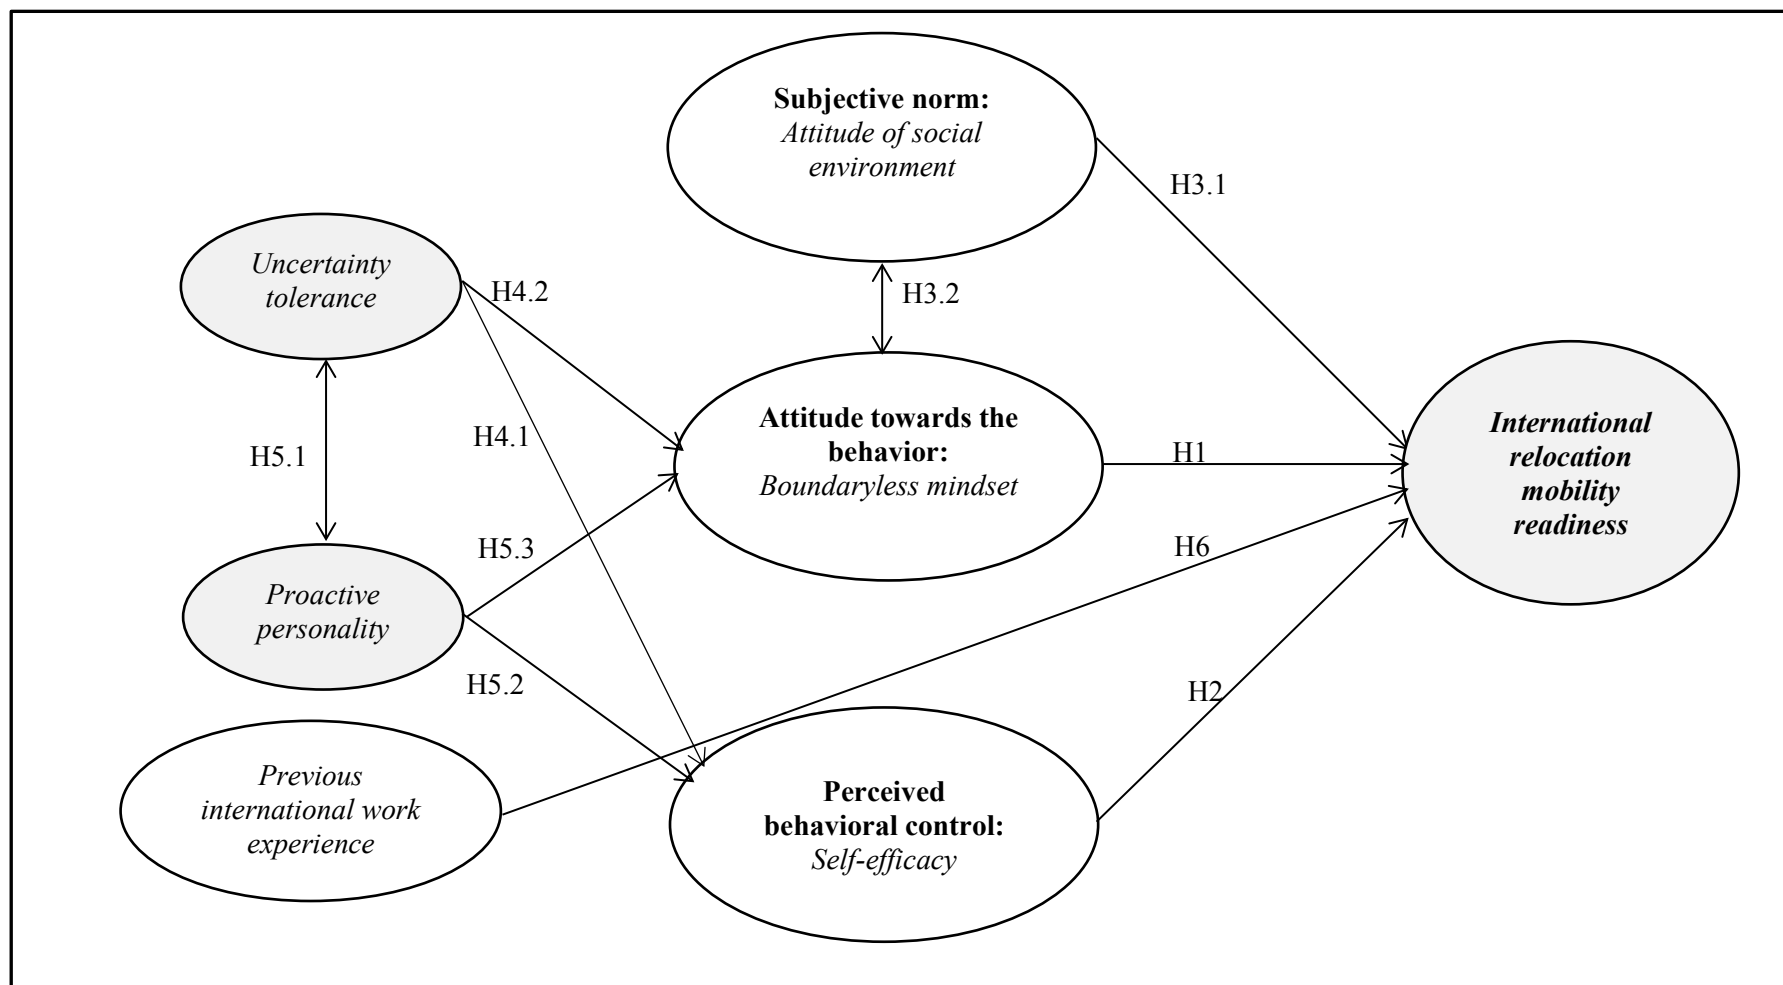 Subjective norm:
Attitude of social
environment
H3.1
Uncertainty
tolerance
H4.2
H3.2
H4.1
H5.1
Attitude towards the
behavior:
Boundaryless mindset
H1
International
relocation
mobility
readiness
H5.3
H6
Proactive
personality
H5.2
H2
Previous
international work
experience
Perceived
behavioral control:
Self-efficacy